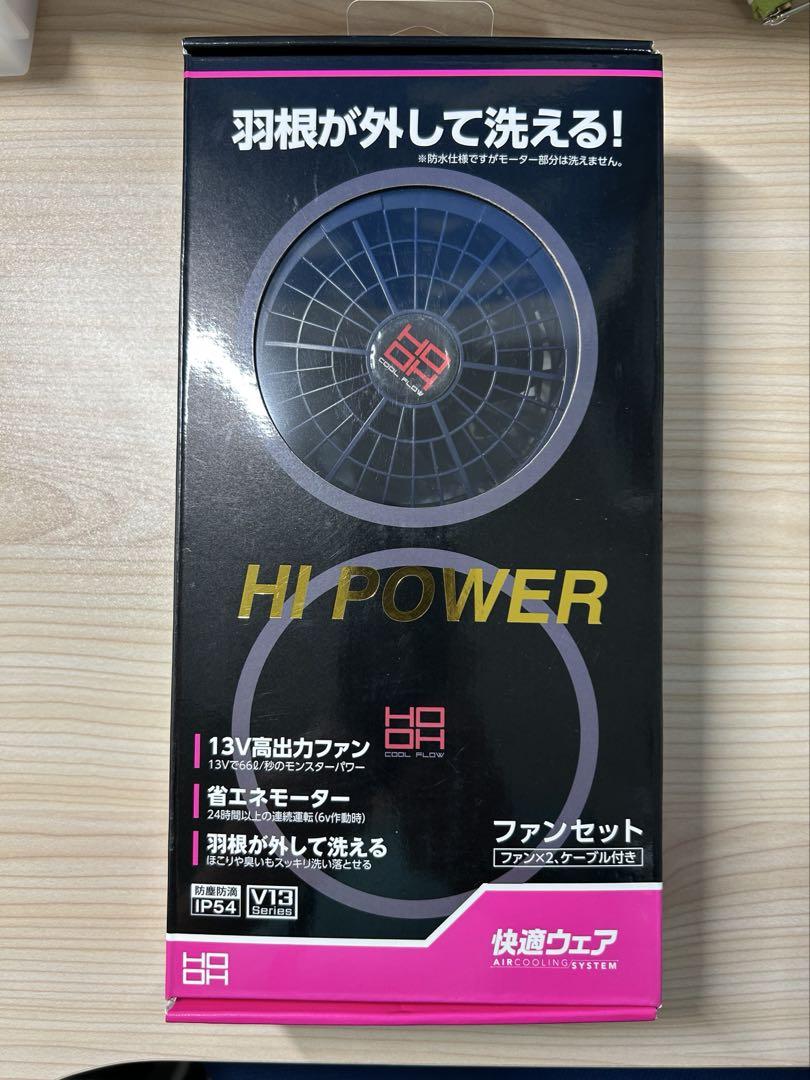 羽根が外して洗える!
※防水仕様ですがモーター部分は洗えません。
HO
OH
COOL FLOW
HI POWER
HO
OH
COOL FLOW
13V高出力ファン
13Vで66ℓ/秒のモンスターパワー
省エネモーター
24時間以上の連続運転(6v作動時)
羽根が外して洗える
ほこりや臭いもスッキリ洗い落とせる
ファンセット
ファン×2、ケーブル付き
防塵防滴
IP54
V13
Series
快適ウェア
AIRCOOLING/SYSTEM
HO
OH